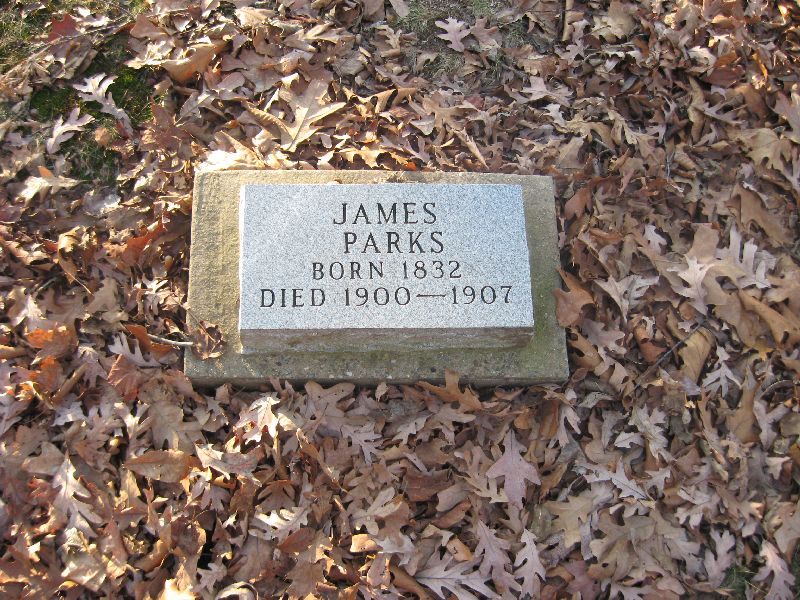 JAMES
PARKS
BORN 1832
DIED 1900—1907